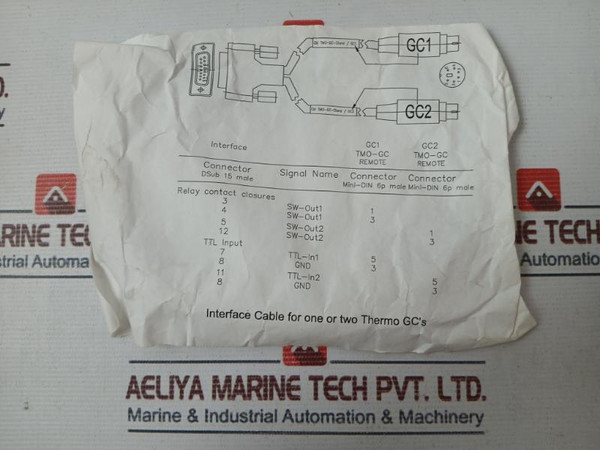 GC1
GC2
Interface
GC1
TMO-GC
REMOTE
GC2
TMO-GC
REMOTE
Connector
DSub 15 male
Signal Name
Connector
Mini-DIN 6p male
Connector
Mini-DIN 6p male
Relay contact closures
3 SW-Out1 1
4 SW-Out1 3
5 SW-Out2 1
12 SW-Out2 3
TTL Input
7 TTL-In1 5
8 GND 3
11 TTL-In2 5
8 GND 3
Interface Cable for one or two Thermo GC's
D.
ARINE TECH
strial Automa
MARINE TEC
Industrial Automa
AELIYA MARINE TECH PVT. LTD.
Marine & Industrial Automation & Machinery